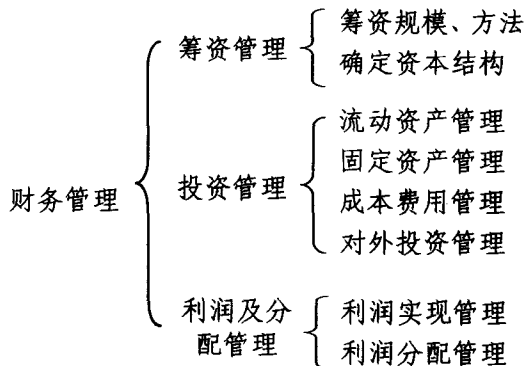 筹资规模、方法
筹资管理
确定资本结构
流动资产管理
固定资产管理
财务管理
投资管理
成本费用管理
对外投资管理
利润及分
配管理
利润实现管理
利润分配管理